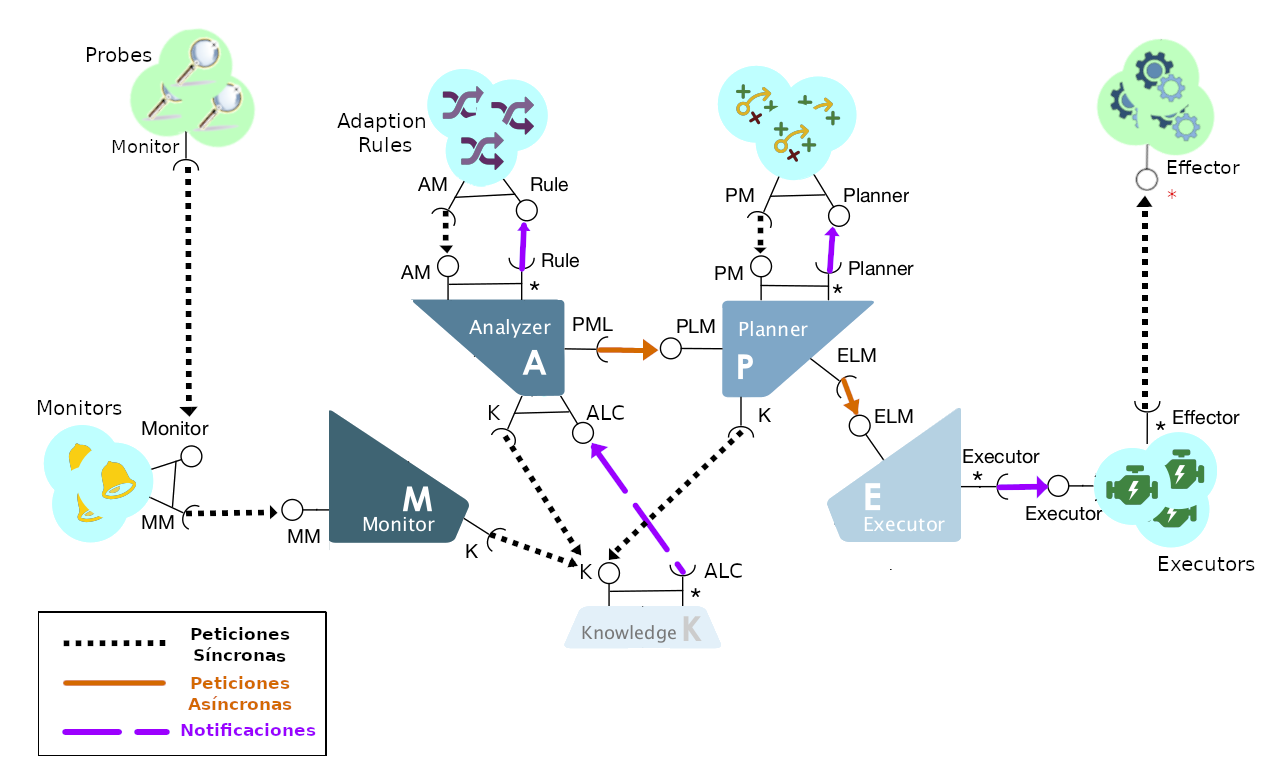 Probes
Monitor
Adaption
Rules
AM
Rule
AM
Rule
*
PM
Planner
PM
Planner
*
Effector
*
Analyzer
A
PML
PLM
Planner
P
ELM
ELM
K
ALC
K
Monitors
Monitor
MM
MM
M
Monitor
K
Executor
*
E
Executor
Executor
* Effector
Executors
K
ALC
*
Knowledge K
Peticiones
Síncronas
Peticiones
Asíncronas
Notificaciones